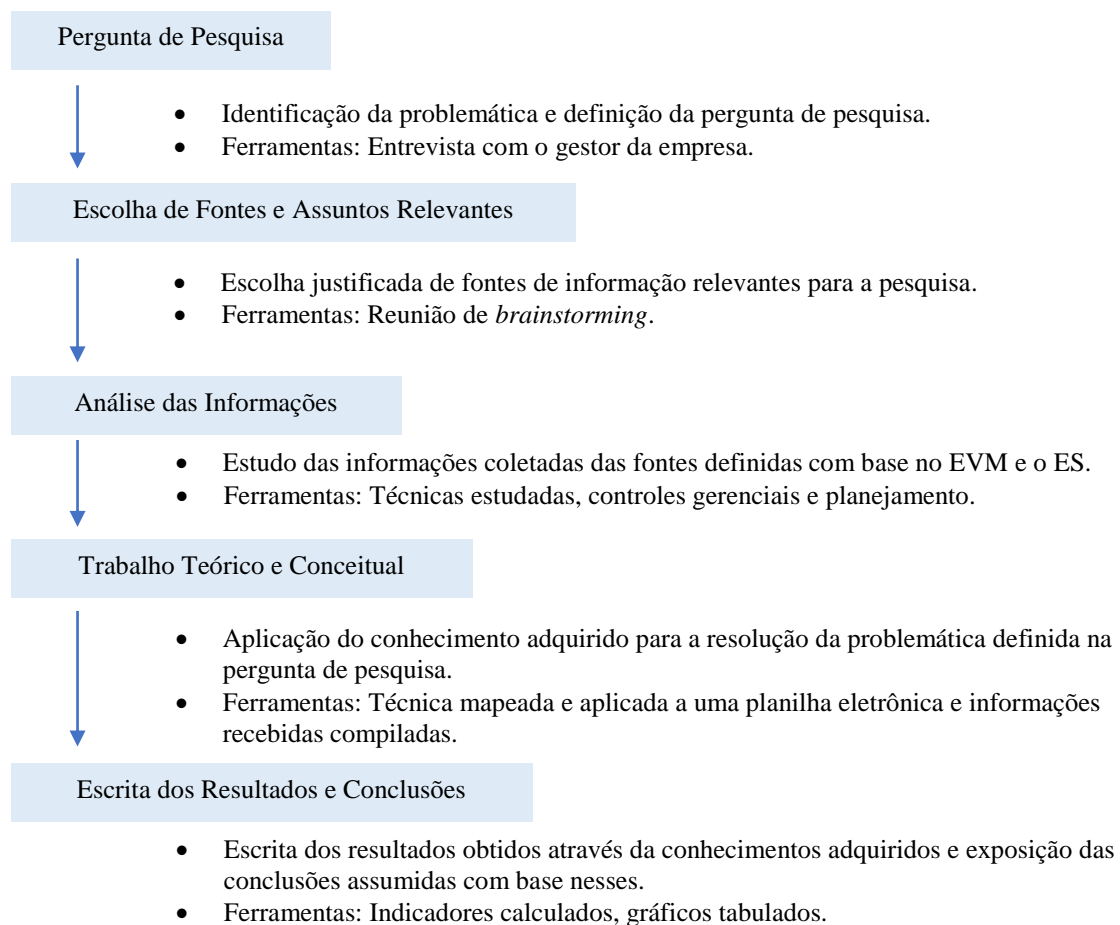 Pergunta de Pesquisa
• Identificação da problemática e definição da pergunta de pesquisa.
• Ferramentas: Entrevista com o gestor da empresa.
Escolha de Fontes e Assuntos Relevantes
• Escolha justificada de fontes de informação relevantes para a pesquisa.
• Ferramentas: Reunião de brainstorming.
Análise das Informações
• Estudo das informações coletadas das fontes definidas com base no EVM e o ES.
• Ferramentas: Técnicas estudadas, controles gerenciais e planejamento.
Trabalho Teórico e Conceitual
• Aplicação do conhecimento adquirido para a resolução da problemática definida na
pergunta de pesquisa.
• Ferramentas: Técnica mapeada e aplicada a uma planilha eletrônica e informações
recebidas compiladas.
Escrita dos Resultados e Conclusões
• Escrita dos resultados obtidos através da conhecimentos adquiridos e exposição das
conclusões assumidas com base nesses.
• Ferramentas: Indicadores calculados, gráficos tabulados.